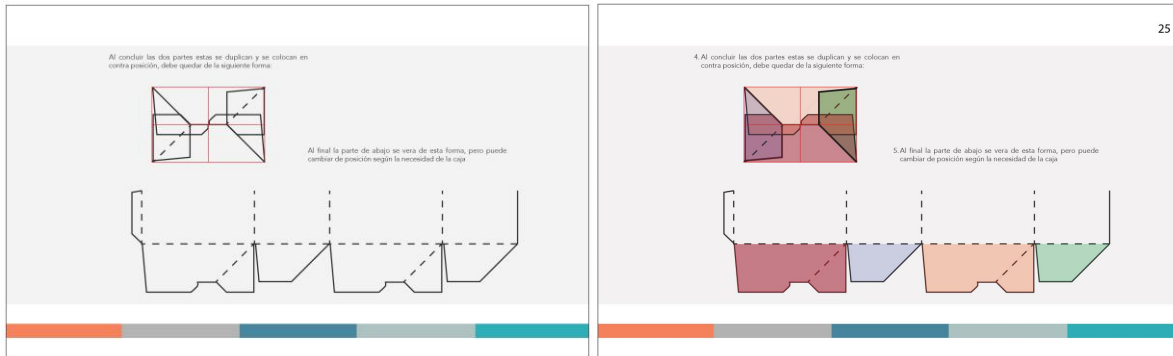 Al concluir las dos partes estas se duplican y se colocan en
contra posición, debe quedar de la siguiente forma:
Al final la parte de abajo se vera de esta forma, pero puede
cambiar de posición según la necesidad de la caja
25
4. Al concluir las dos partes estas se duplican y se colocan en
contra posición, debe quedar de la siguiente forma:
5. Al final la parte de abajo se vera de esta forma, pero puede
cambiar de posición según la necesidad de la caja